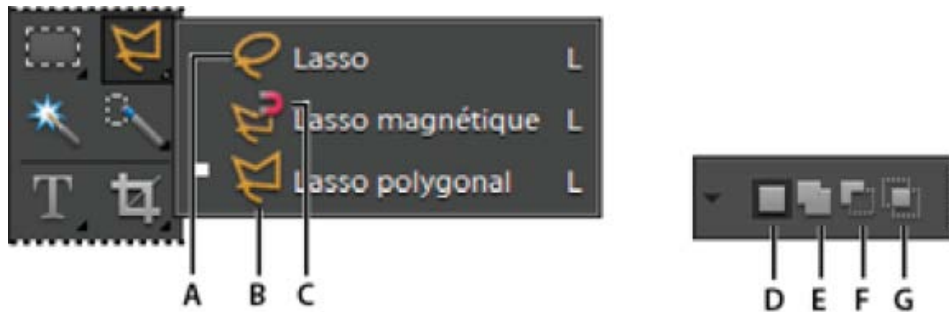 Lasso L
Lasso magnétique L
Lasso polygonal L
T
A B C
D E F G